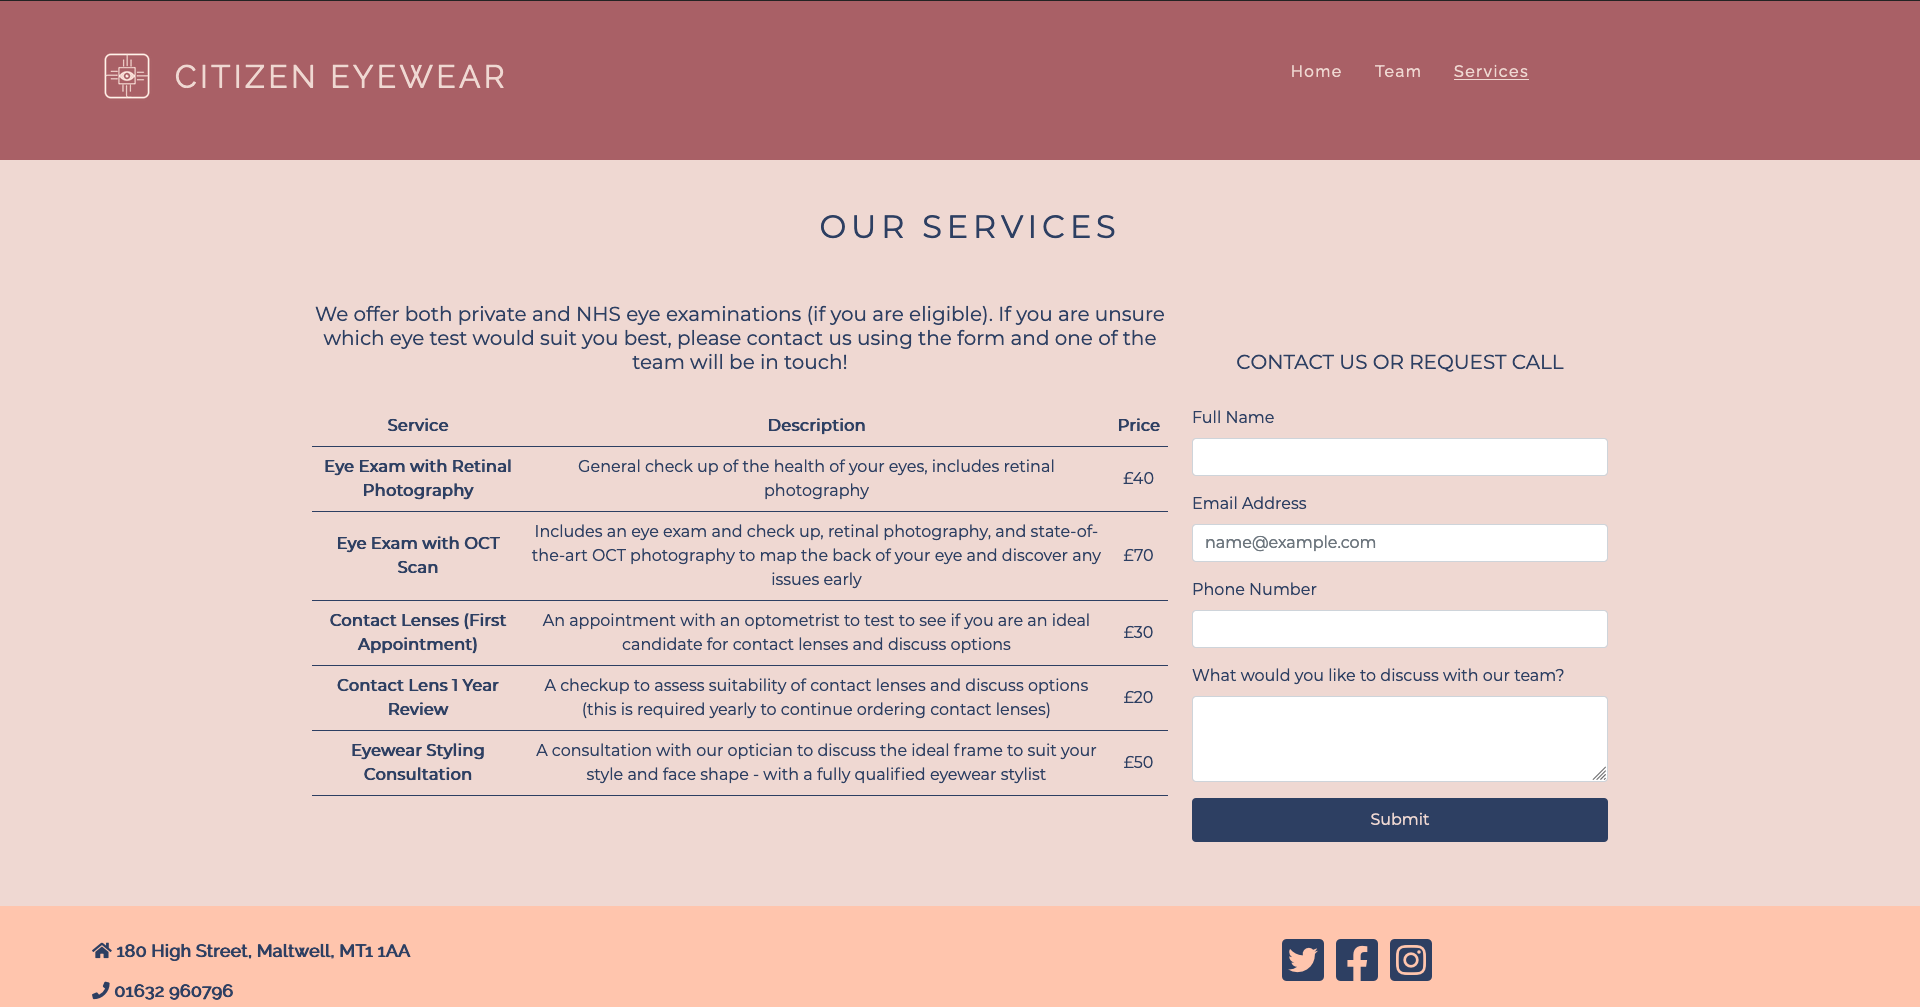 CITIZEN EYEWEAR
Home Team Services
OUR SERVICES
We offer both private and NHS eye examinations (if you are eligible). If you are unsure
which eye test would suit you best, please contact us using the form and one of the
team will be in touch!
Service Description Price
Eye Exam with Retinal
Photography
General check up of the health of your eyes, includes retinal
photography
£40
Eye Exam with OCT
Scan
Includes an eye exam and check up, retinal photography, and state-of-
the-art OCT photography to map the back of your eye and discover any
issues early
£70
Contact Lenses (First
Appointment)
An appointment with an optometrist to test to see if you are an ideal
candidate for contact lenses and discuss options
£30
Contact Lens 1 Year
Review
A checkup to assess suitability of contact lenses and discuss options
(this is required yearly to continue ordering contact lenses)
£20
Eyewear Styling
Consultation
A consultation with our optician to discuss the ideal frame to suit your
style and face shape - with a fully qualified eyewear stylist
£50
CONTACT US OR REQUEST CALL
Full Name
Email Address
name@example.com
Phone Number
What would you like to discuss with our team?
Submit
180 High Street, Maltwell, MT1 1AA
01632 960796